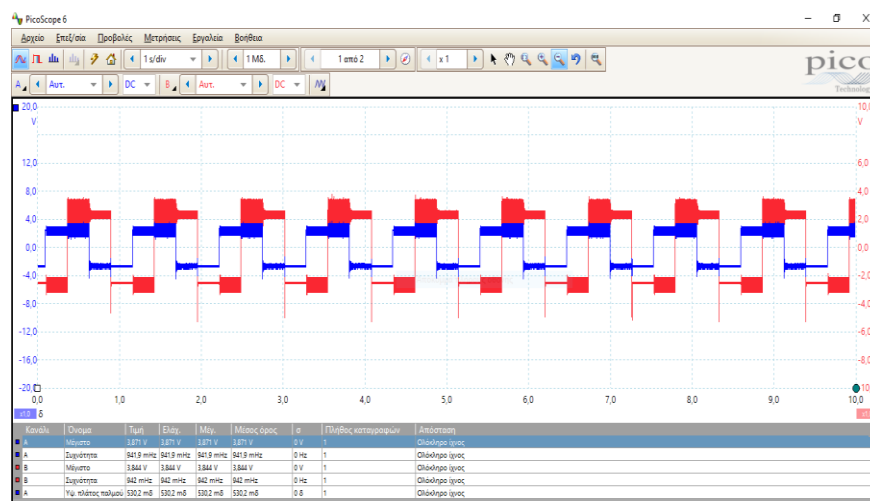 PicoScope 6
Αρχείο Επεξ/σία Προβολές Μετρήσεις Εργαλεία Βοήθεια
1 s/div 1 Μδ. 1 από 2 x 1
A Αυτ. DC B Αυτ. DC
pico
Technolog
20,0 10,0
V V
12,0 6,0
8,0 4,0
4,0 2,0
0,0 0,0
-4,0 -2,0
-8,0 -4,0
-12,0 -6,0
-16,0 -8,0
-20,0 -10
0,0 1,0 2,0 3,0 4,0 5,0 6,0 7,0 8,0 9,0 10,0
x1,0 δ x1
Κανάλι Όνομα Τιμή Ελάχ. Μέγ. Μέσος όρος σ Πλήθος καταγραφών Απόσταση
A Μέγιστο 3,871 V 3,871 V 3,871 V 3,871 V 0 V 1 Ολόκληρο ίχνος
A Συχνότητα 941,9 mHz 941,9 mHz 941,9 mHz 941,9 mHz 0 Hz 1 Ολόκληρο ίχνος
B Μέγιστο 3,844 V 3,844 V 3,844 V 3,844 V 0 V 1 Ολόκληρο ίχνος
B Συχνότητα 942 mHz 942 mHz 942 mHz 942 mHz 0 Hz 1 Ολόκληρο ίχνος
A Υψ. πλάτος παλμού 530,2 mδ 530,2 mδ 530,2 mδ 530,2 mδ 0 δ 1 Ολόκληρο ίχνος